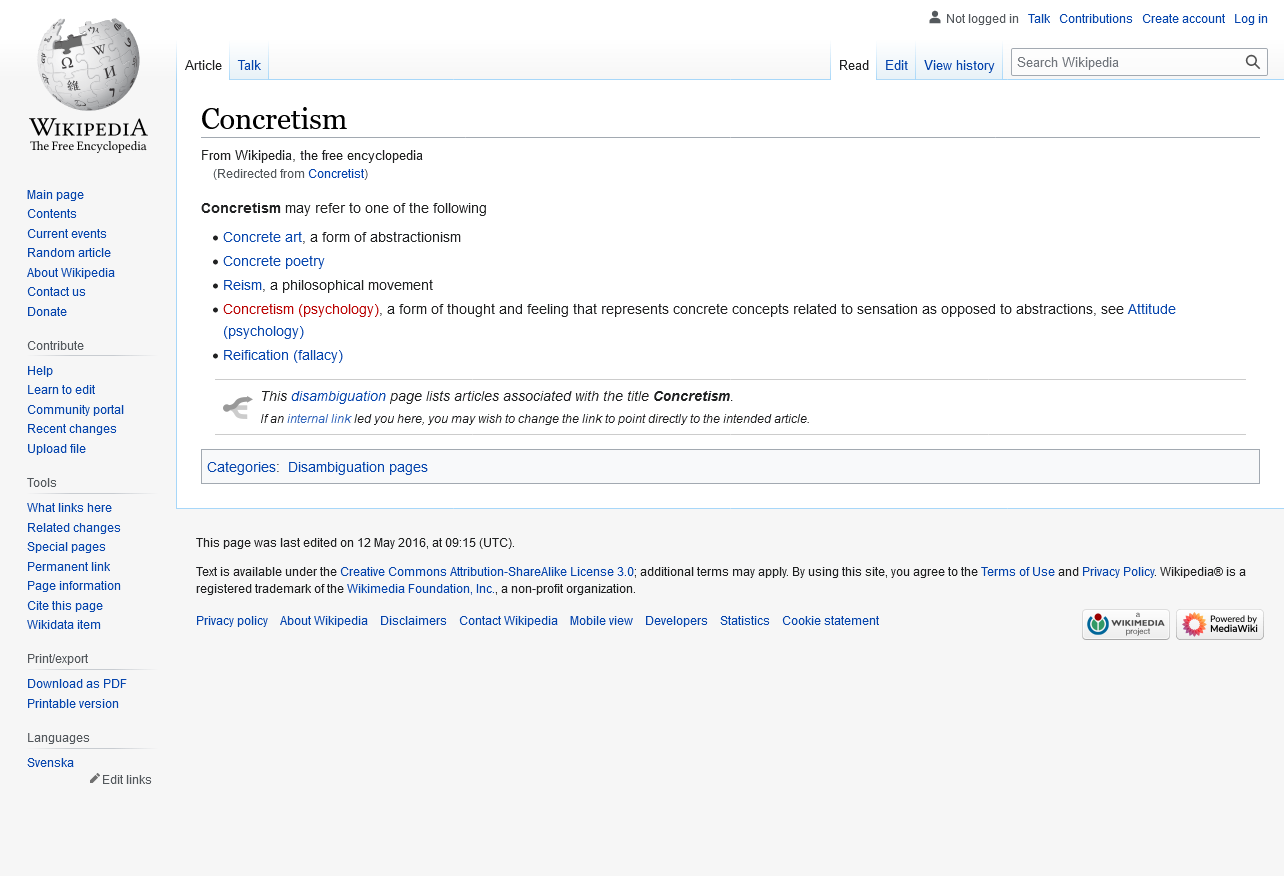 Not logged in
Talk
Contributions
Create account
Log in
Article
Talk
Read
Edit
View history
Search Wikipedia
WIKIPEDIA
The Free Encyclopedia
Main page
Contents
Current events
Random article
About Wikipedia
Contact us
Donate
Contribute
Help
Learn to edit
Community portal
Recent changes
Upload file
Tools
What links here
Related changes
Special pages
Permanent link
Page information
Cite this page
Wikidata item
Print/export
Download as PDF
Printable version
Languages
Svenska
Edit links
Concretism
From Wikipedia, the free encyclopedia
(Redirected from Concretist)
Concretism may refer to one of the following
• Concrete art, a form of abstractionism
• Concrete poetry
• Reism, a philosophical movement
• Concretism (psychology), a form of thought and feeling that represents concrete concepts related to sensation as opposed to abstractions, see Attitude
(psychology)
• Reification (fallacy)
This disambiguation page lists articles associated with the title Concretism.
If an internal link led you here, you may wish to change the link to point directly to the intended article.
Categories: Disambiguation pages
This page was last edited on 12 May 2016, at 09:15 (UTC).
Text is available under the Creative Commons Attribution-ShareAlike License 3.0; additional terms may apply. By using this site, you agree to the Terms of Use and Privacy Policy. Wikipedia® is a
registered trademark of the Wikimedia Foundation, Inc., a non-profit organization.
Privacy policy
About Wikipedia
Disclaimers
Contact Wikipedia
Mobile view
Developers
Statistics
Cookie statement
a
WIKIMEDIA
project
Powered by
MediaWiki